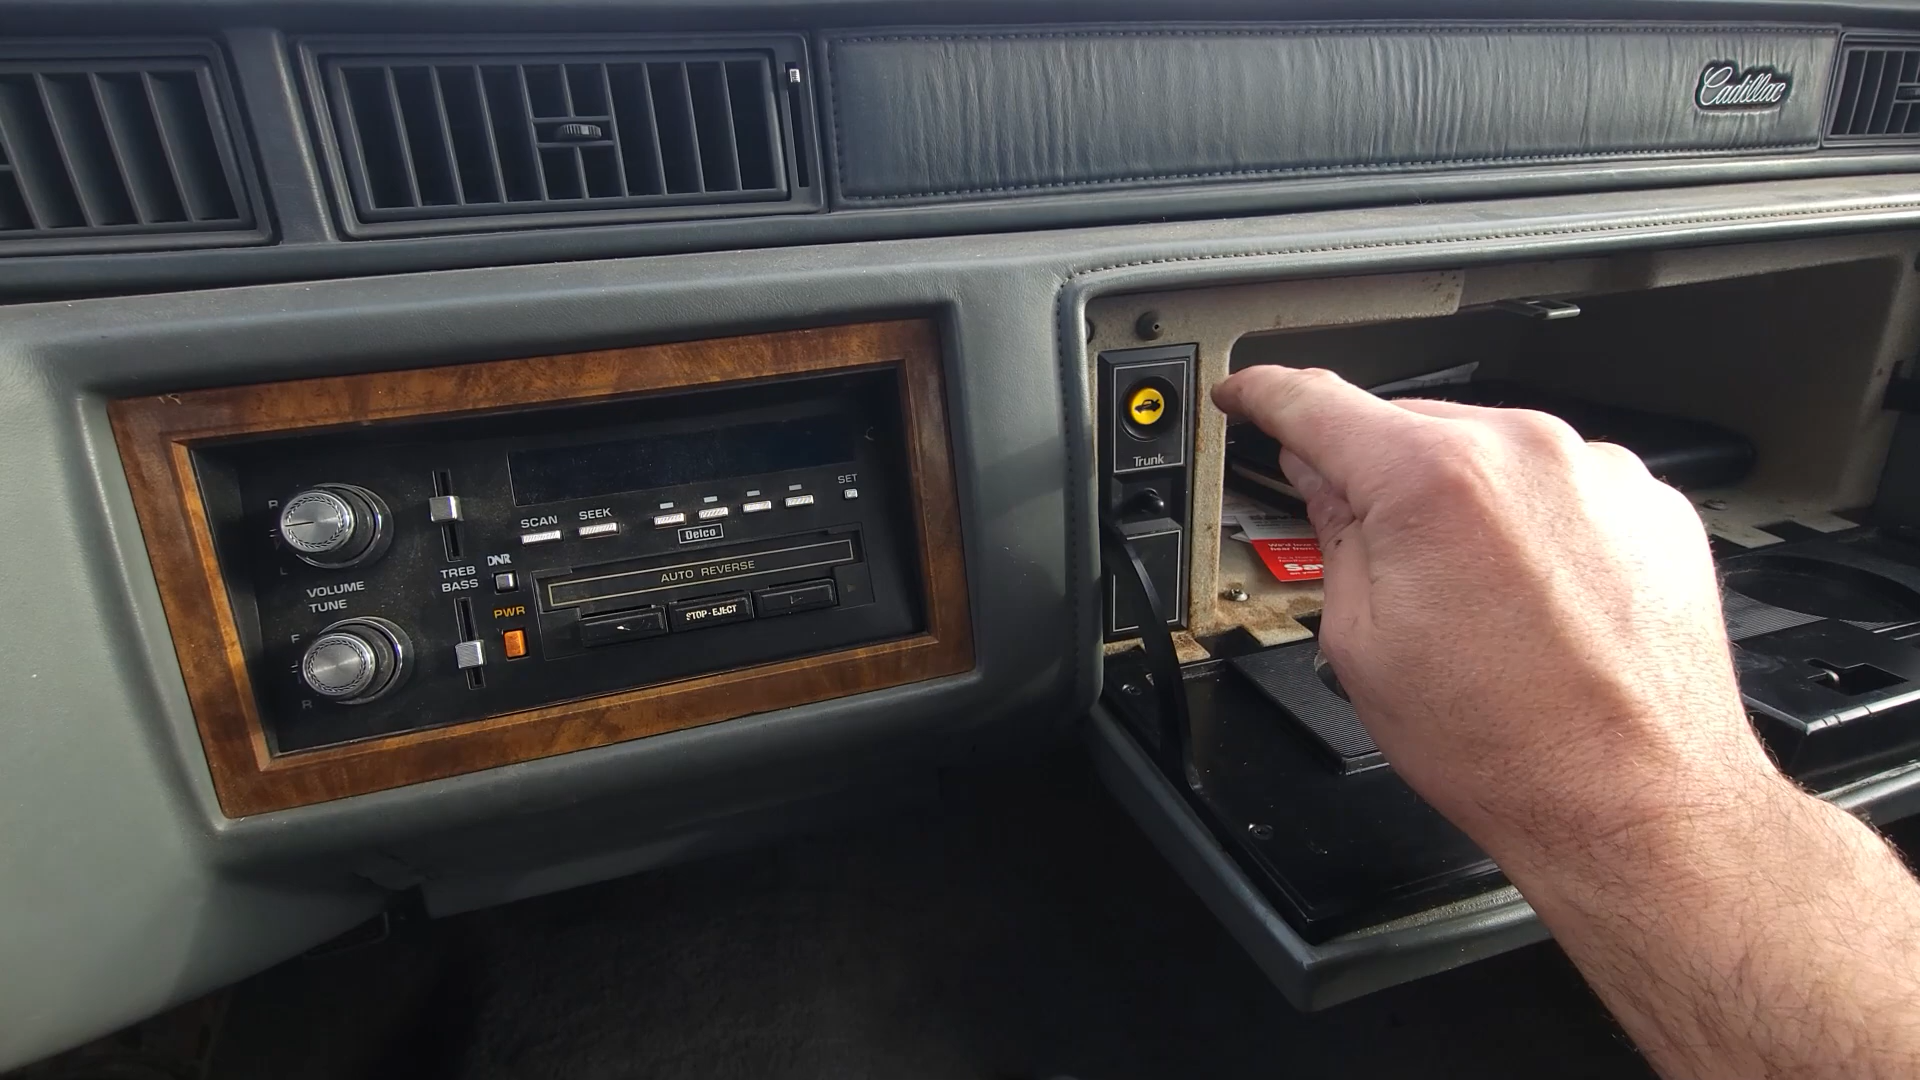 Cadillac
Trunk
SET
SCAN
SEEK
Delco
DNR
TREB
BASS
AUTO REVERSE
VOLUME
TUNE
PWR
STOP-EJECT
F
R
L